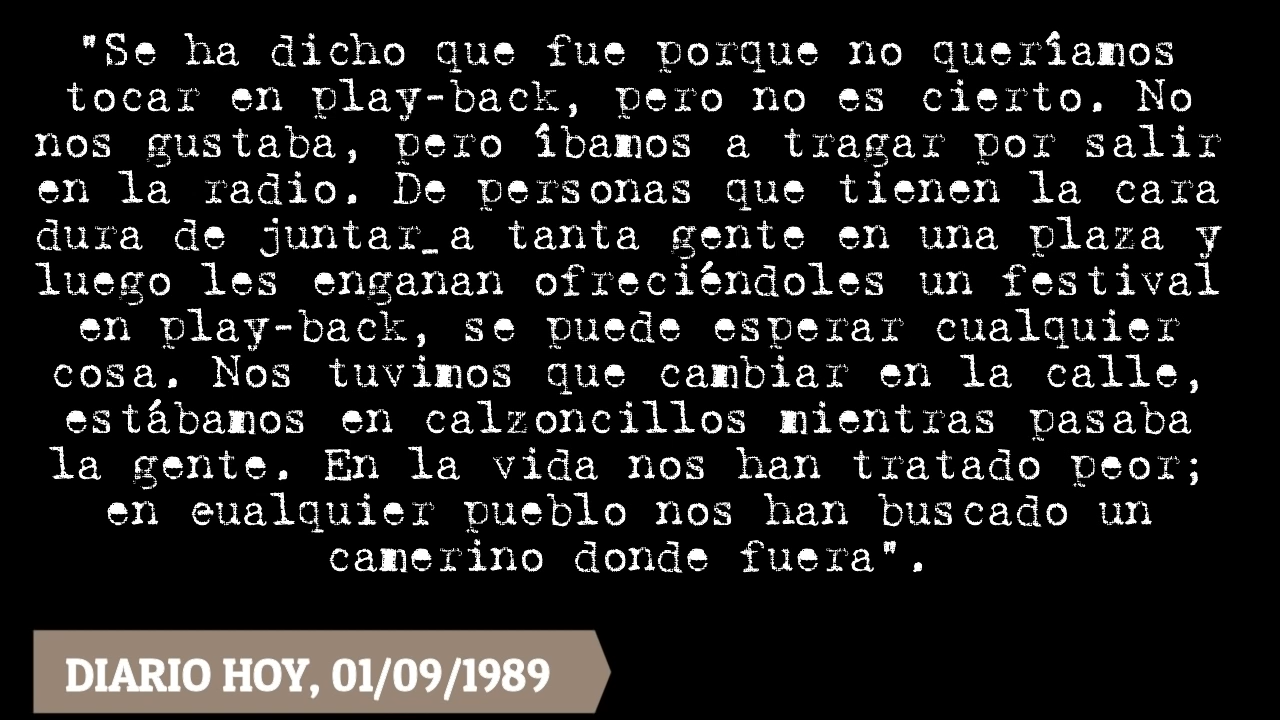 "Se ha dicho que fue porque no queríamos
tocar en play-back, pero no es cierto. No
nos gustaba, pero íbamos a tragar por salir
en la radio. De personas que tienen la cara
dura de juntar_a tanta gente en una plaza y
luego les enganan ofreciéndoles un festival
en play-back, se puede esperar cualquier
cosa. Nos tuvimos que cambiar en la calle,
estábamos en calzoncillos mientras pasaba
la gente. En la vida nos han tratado peor;
en eualquier pueblo nos han buscado un
camerino donde fuera".
DIARIO HOY, 01/09/1989